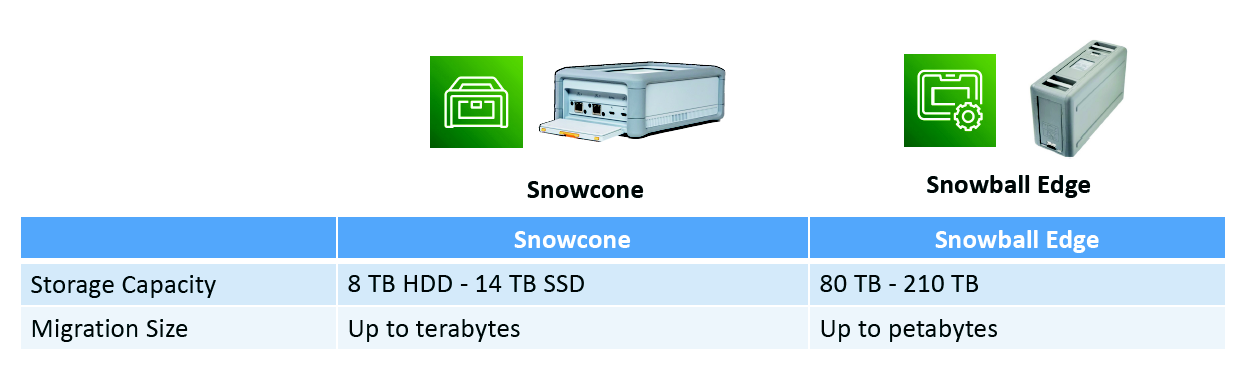 Snowcone
Snowball Edge
Snowcone Snowball Edge
Storage Capacity 8 TB HDD - 14 TB SSD 80 TB - 210 TB
Migration Size Up to terabytes Up to petabytes